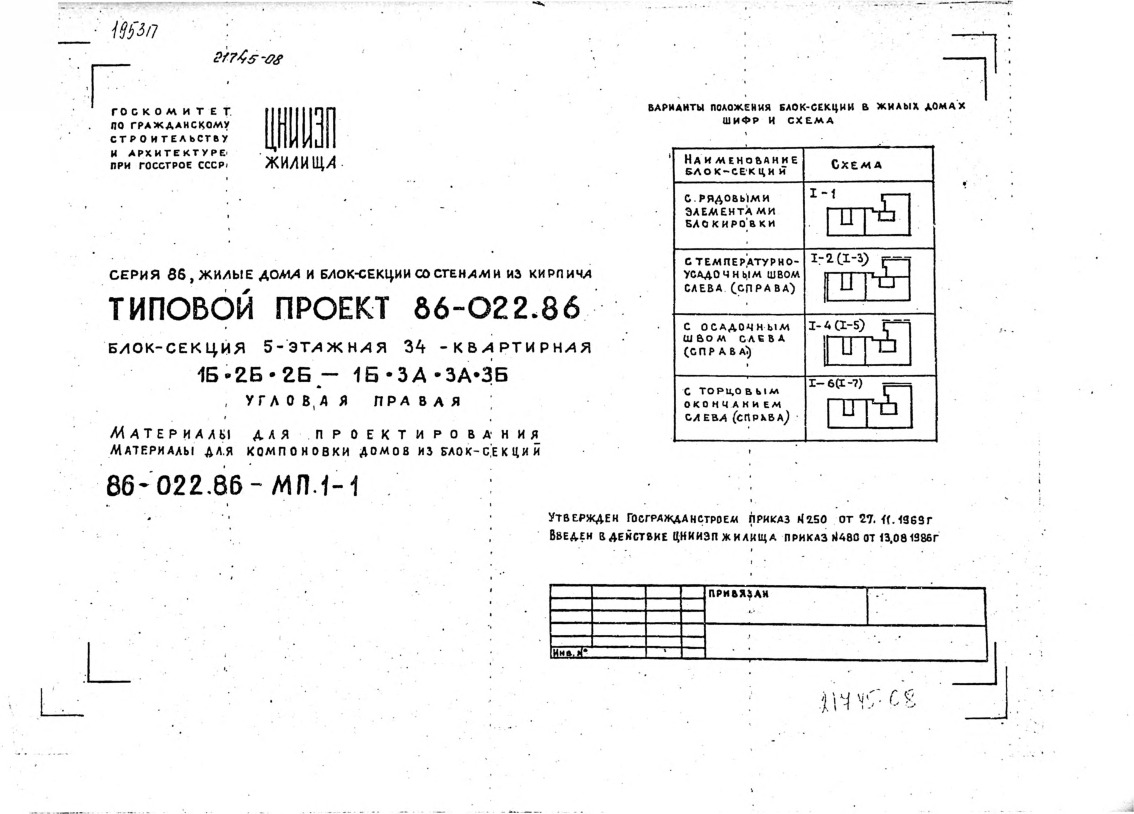 195317
21745-08
ГОСКОМИТЕТ
ПО ГРАЖДАНСКОМУ
СТРОИТЕЛЬСТВУ
И АРХИТЕКТУРЕ
ПРИ ГОССТРОЕ СССР
ЦНИИЭП
ЖИЛИЩА
СЕРИЯ 86, ЖИЛЫЕ ДОМА И БЛОК-СЕКЦИИ СО СТЕНАМИ ИЗ КИРПИЧА
ТИПОВОЙ ПРОЕКТ 86-022.86
БЛОК-СЕКЦИЯ 5-ЭТАЖНАЯ 34 -КВАРТИРНАЯ
1Б·2Б·2Б — 1Б·3А·3А·3Б
УГЛОВАЯ ПРАВАЯ
МАТЕРИАЛЫ ДЛЯ ПРОЕКТИРОВАНИЯ
МАТЕРИАЛЫ ДЛЯ КОМПОНОВКИ ДОМОВ ИЗ БЛОК-СЕКЦИЙ
86-022.86-МП.1-1
ВАРИАНТЫ ПОЛОЖЕНИЯ БЛОК-СЕКЦИИ В ЖИЛЫХ ДОМАХ
ШИФР И СХЕМА
НАИМЕНОВАНИЕ
БЛОК-СЕКЦИЙ
СХЕМА
С РЯДОВЫМИ
ЭЛЕМЕНТАМИ
БЛОКИРОВКИ
I-1
С ТЕМПЕРАТУРНО-
УСАДОЧНЫМ ШВОМ
СЛЕВА (СПРАВА)
I-2 (I-3)
С ОСАДОЧНЫМ
ШВОМ СЛЕВА
(СПРАВА)
I-4 (I-5)
С ТОРЦОВЫМ
ОКОНЧАНИЕМ
СЛЕВА (СПРАВА)
I-6(I-7)
УТВЕРЖДЕН ГОСГРАЖДАНСТРОЕМ ПРИКАЗ N250 ОТ 27.11.1969г
ВВЕДЕН В ДЕЙСТВИЕ ЦНИИЭП ЖИЛИЩА ПРИКАЗ N480 ОТ 13,08 1986г
ПРИВЯЗАН
Инв. №
21745-08